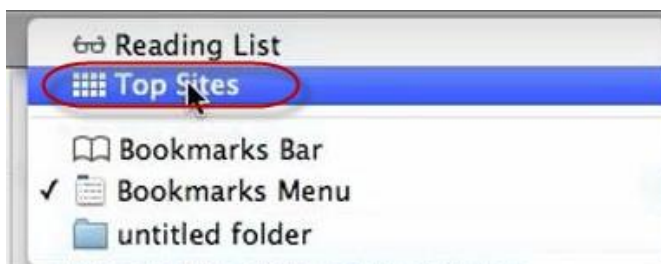 Reading List
Top Sites
Bookmarks Bar
✓ Bookmarks Menu
untitled folder